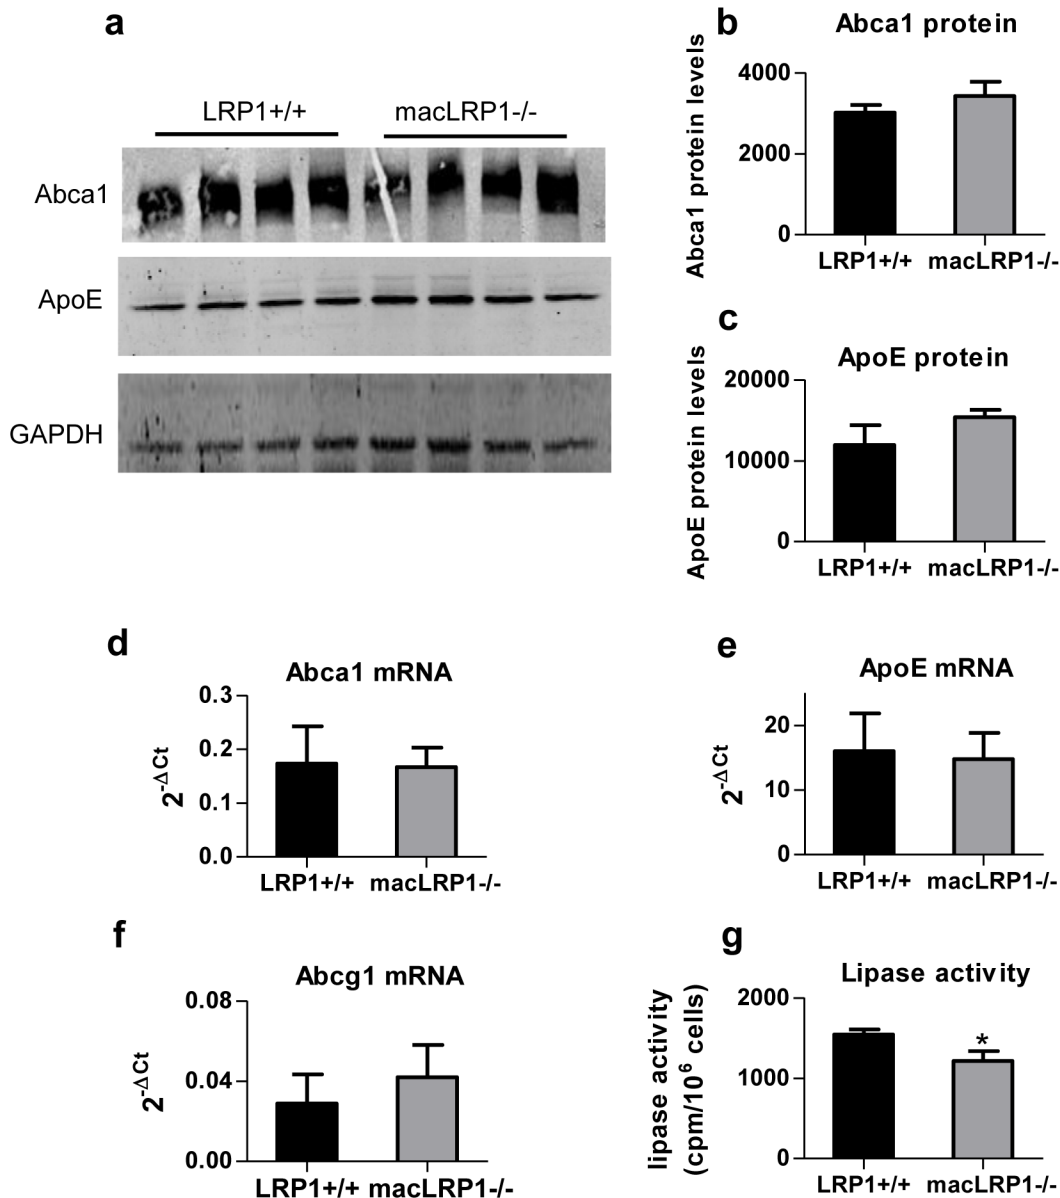 a
LRP1+/+
macLRP1-/-
Abca1
ApoE
GAPDH
b
Abca1 protein
Abca1 protein levels
4000
2000
0
LRP1+/+ macLRP1-/-
c
ApoE protein
ApoE protein levels
20000
10000
0
LRP1+/+ macLRP1-/-
d
Abca1 mRNA
2-ΔCt
0.3
0.2
0.1
0.0
LRP1+/+ macLRP1-/-
e
ApoE mRNA
2-ΔCt
20
10
0
LRP1+/+ macLRP1-/-
f
Abcg1 mRNA
2-ΔCt
0.08
0.04
0.00
LRP1+/+ macLRP1-/-
g
Lipase activity
lipase activity
(cpm/10⁶ cells)
2000
1000
0
*
LRP1+/+ macLRP1-/-